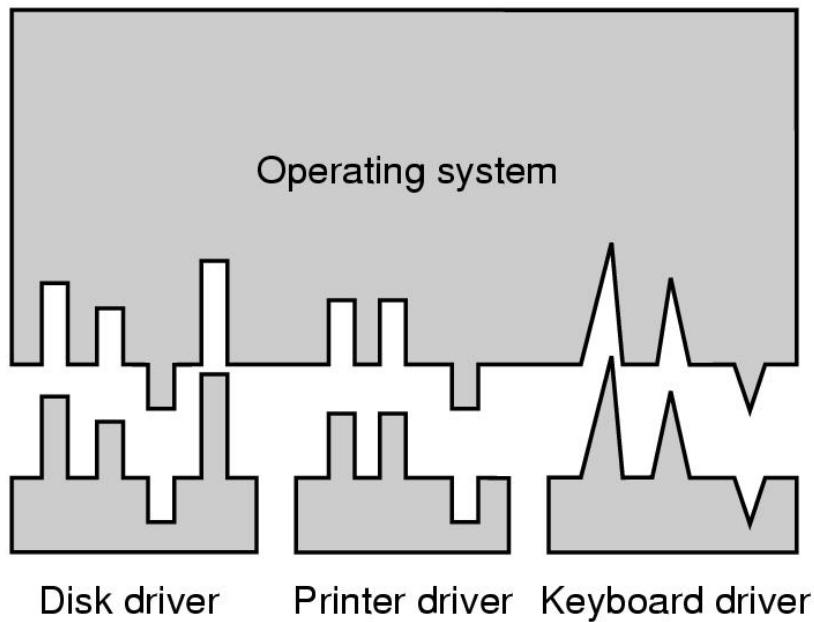 Operating system
Disk driver
Printer driver
Keyboard driver